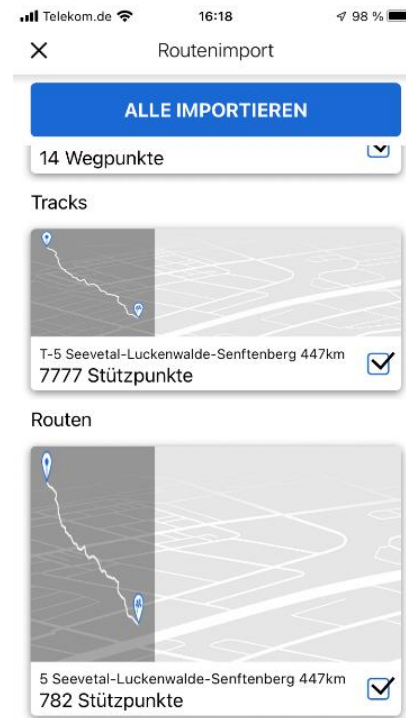 Telekom.de 16:18 98 %
Routenimport
ALLE IMPORTIEREN
14 Wegpunkte
Tracks
T-5 Seevetal-Luckenwalde-Senftenberg 447km
7777 Stützpunkte
Routen
5 Seevetal-Luckenwalde-Senftenberg 447km
782 Stützpunkte